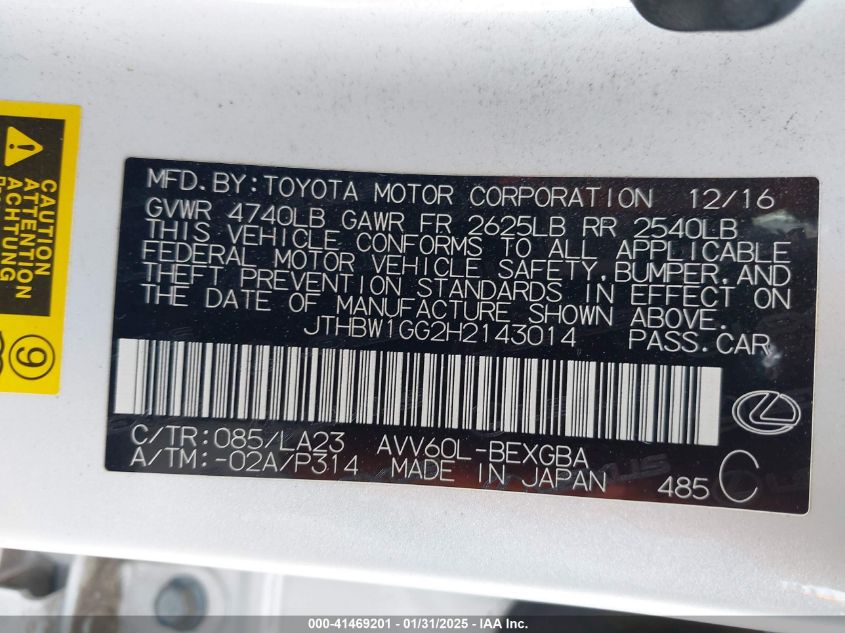 CAUTION
ATTENTION
ACHTUNG
9
MFD.BY:TOYOTA MOTOR CORPORATION 12/16
GVWR 4740LB GAWR FR 2625LB RR 2540LB
THIS VEHICLE CONFORMS TO ALL APPLICABLE
FEDERAL MOTOR VEHICLE SAFETY,BUMPER,AND
THEFT PREVENTION STANDARDS IN EFFECT ON
THE DATE OF MANUFACTURE SHOWN ABOVE.
JTHBW1GG2H2143014 PASS.CAR
C/TR:085/LA23 AVV60L-BEXGBA
A/TM:-02A/P314 MADE IN JAPAN 485 C
000-41469201 - 01/31/2025 - IAA Inc.